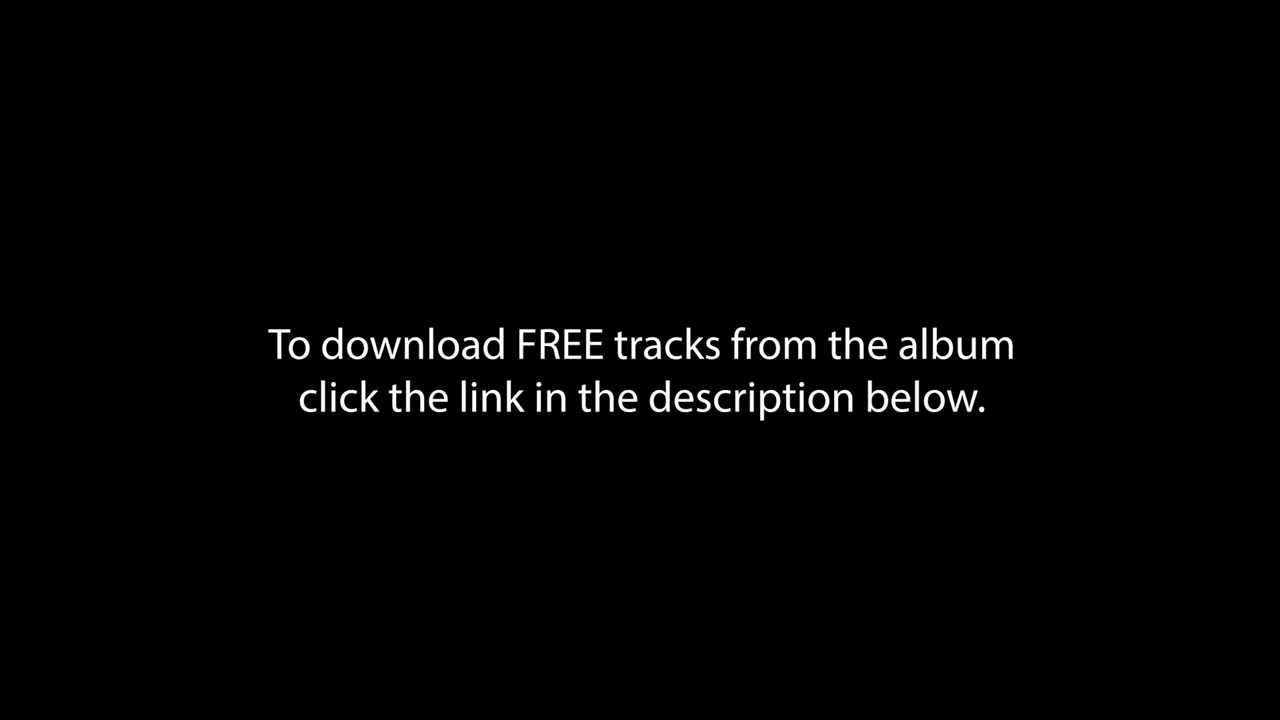 To download FREE tracks from the album
click the link in the description below.